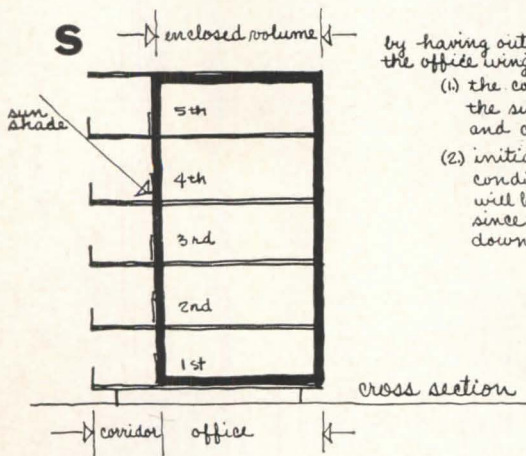 S
enclosed volume
sun
shade
5th
4th
3rd
2nd
1st
corridor
office
cross section
by having out
the office wing
(1.) the co
the su
and c
(2.) initia
condi
will b
since
down